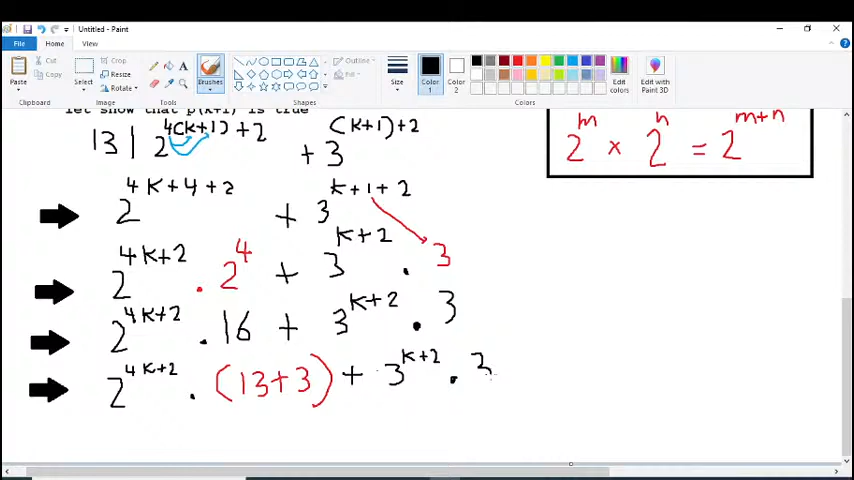 Untitled - Paint
File Home View
Paste Cut Copy Select Crop Resize Rotate Brushes Outline Fill Size Color 1 Color 2 Edit colors Edit with Paint 3D
Clipboard Image Tools Shapes Colors
let show that p(k+1) is true
13 | 2^4(k+1)+2 + 3^(k+1)+2
2^m × 2^n = 2^m+n
2^4k+4+2 + 3^k+1+2
2^4k+2 . 2^4 + 3^k+2 . 3
2^4k+2 . 16 + 3^k+2 . 3
2^4k+2 . (13+3) + 3^k+2 . 3